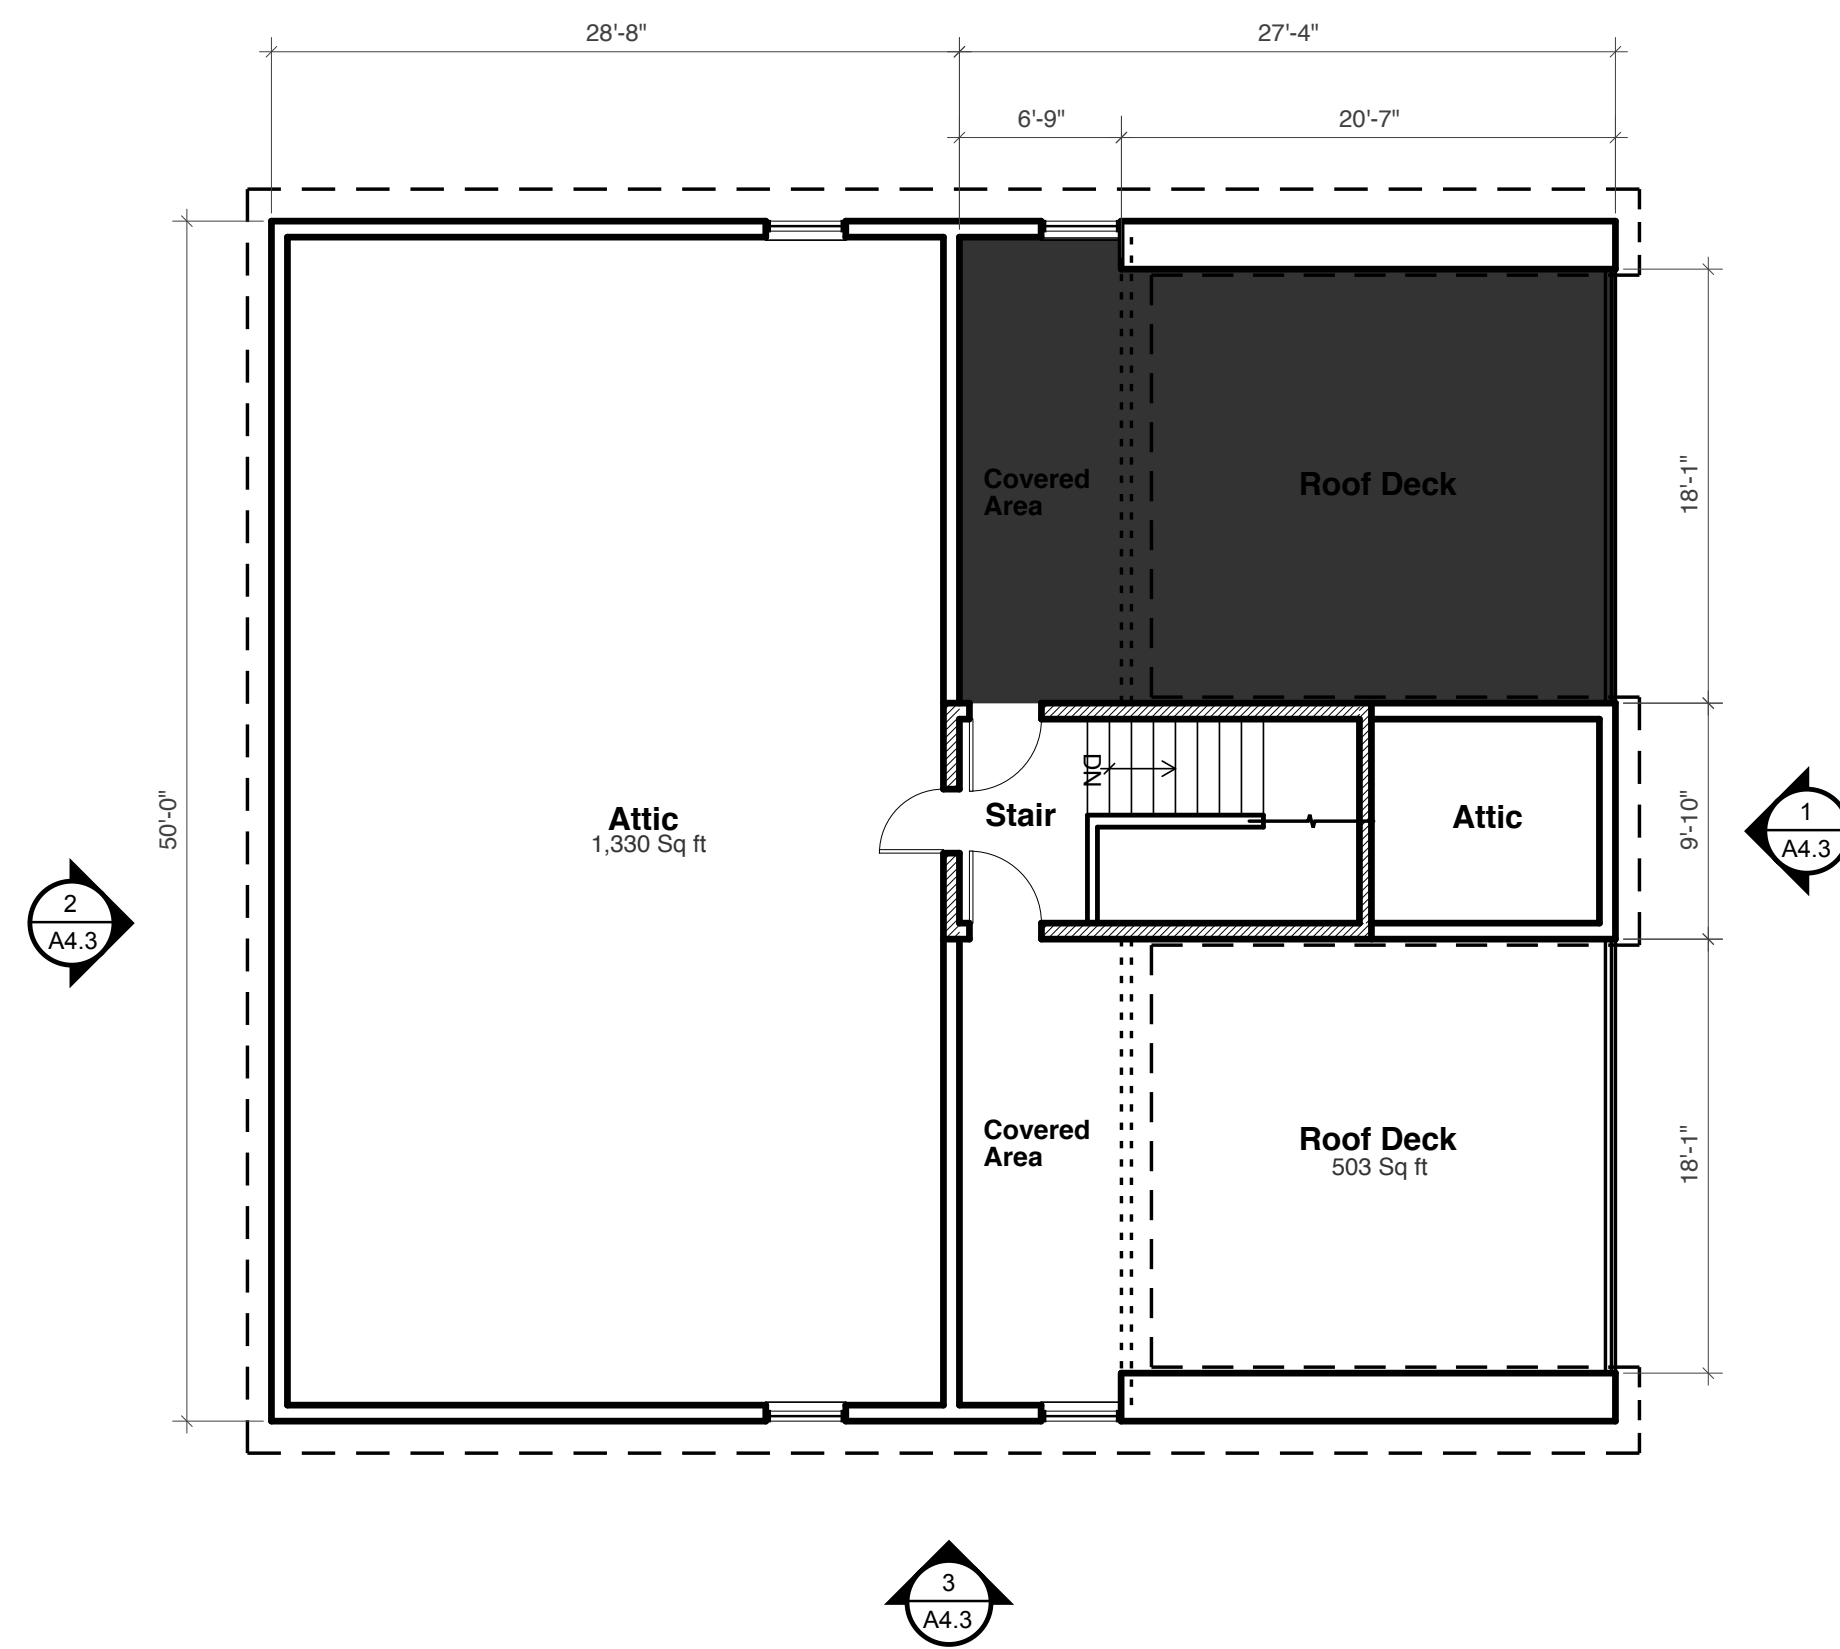 28'-8"
27'-4"
6'-9"
20'-7"
Covered
Area
Roof Deck
18'-1"
50'-0"
Attic
1,330 Sq ft
Stair
DN
Attic
9'-10"
1
A4.3
2
A4.3
Covered
Area
Roof Deck
503 Sq ft
18'-1"
3
A4.3